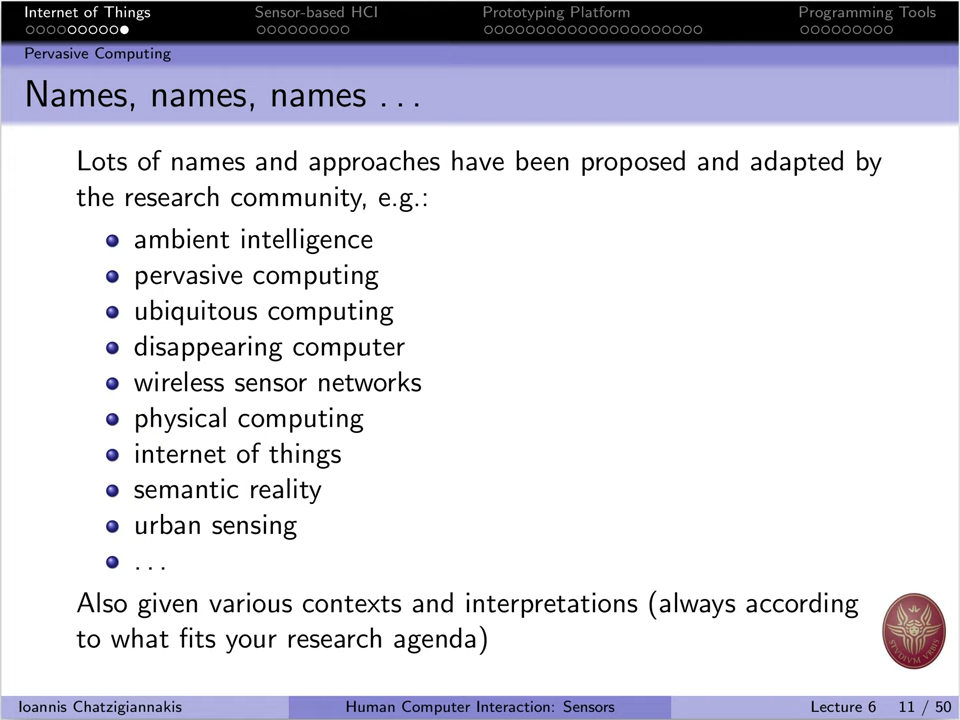 Internet of Things Sensor-based HCI Prototyping Platform Programming Tools
Pervasive Computing
Names, names, names . . .
Lots of names and approaches have been proposed and adapted by
the research community, e.g.:
ambient intelligence
pervasive computing
ubiquitous computing
disappearing computer
wireless sensor networks
physical computing
internet of things
semantic reality
urban sensing
. . .
Also given various contexts and interpretations (always according
to what fits your research agenda)
STVDIVM VRBIS
Ioannis Chatzigiannakis Human Computer Interaction: Sensors Lecture 6 11 / 50